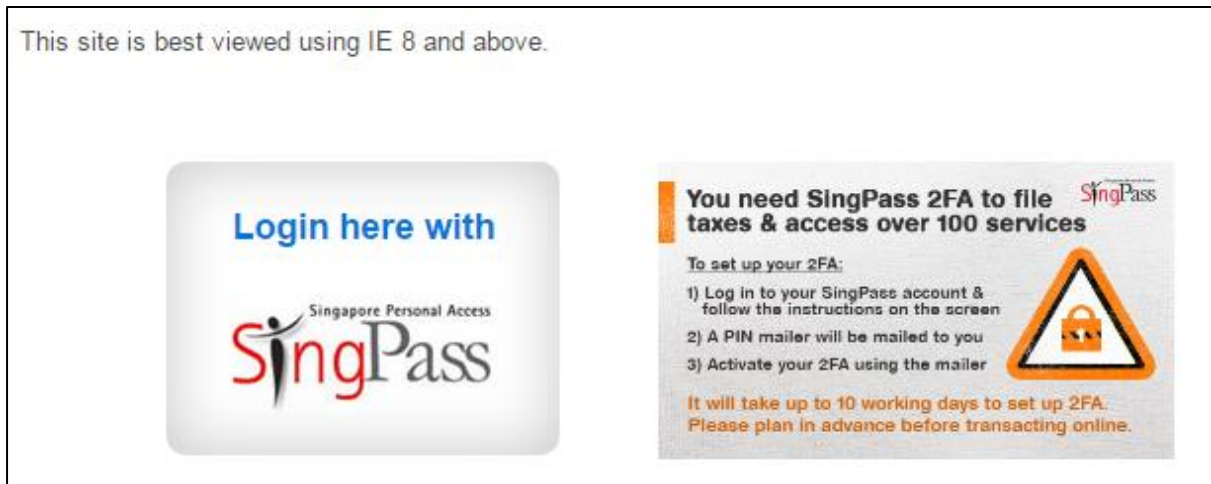 This site is best viewed using IE 8 and above.
Login here with
Singapore Personal Access
SingPass
You need SingPass 2FA to file
taxes & access over 100 services
SingPass
To set up your 2FA:
1) Log in to your SingPass account &
follow the instructions on the screen
2) A PIN mailer will be mailed to you
3) Activate your 2FA using the mailer
It will take up to 10 working days to set up 2FA.
Please plan in advance before transacting online.